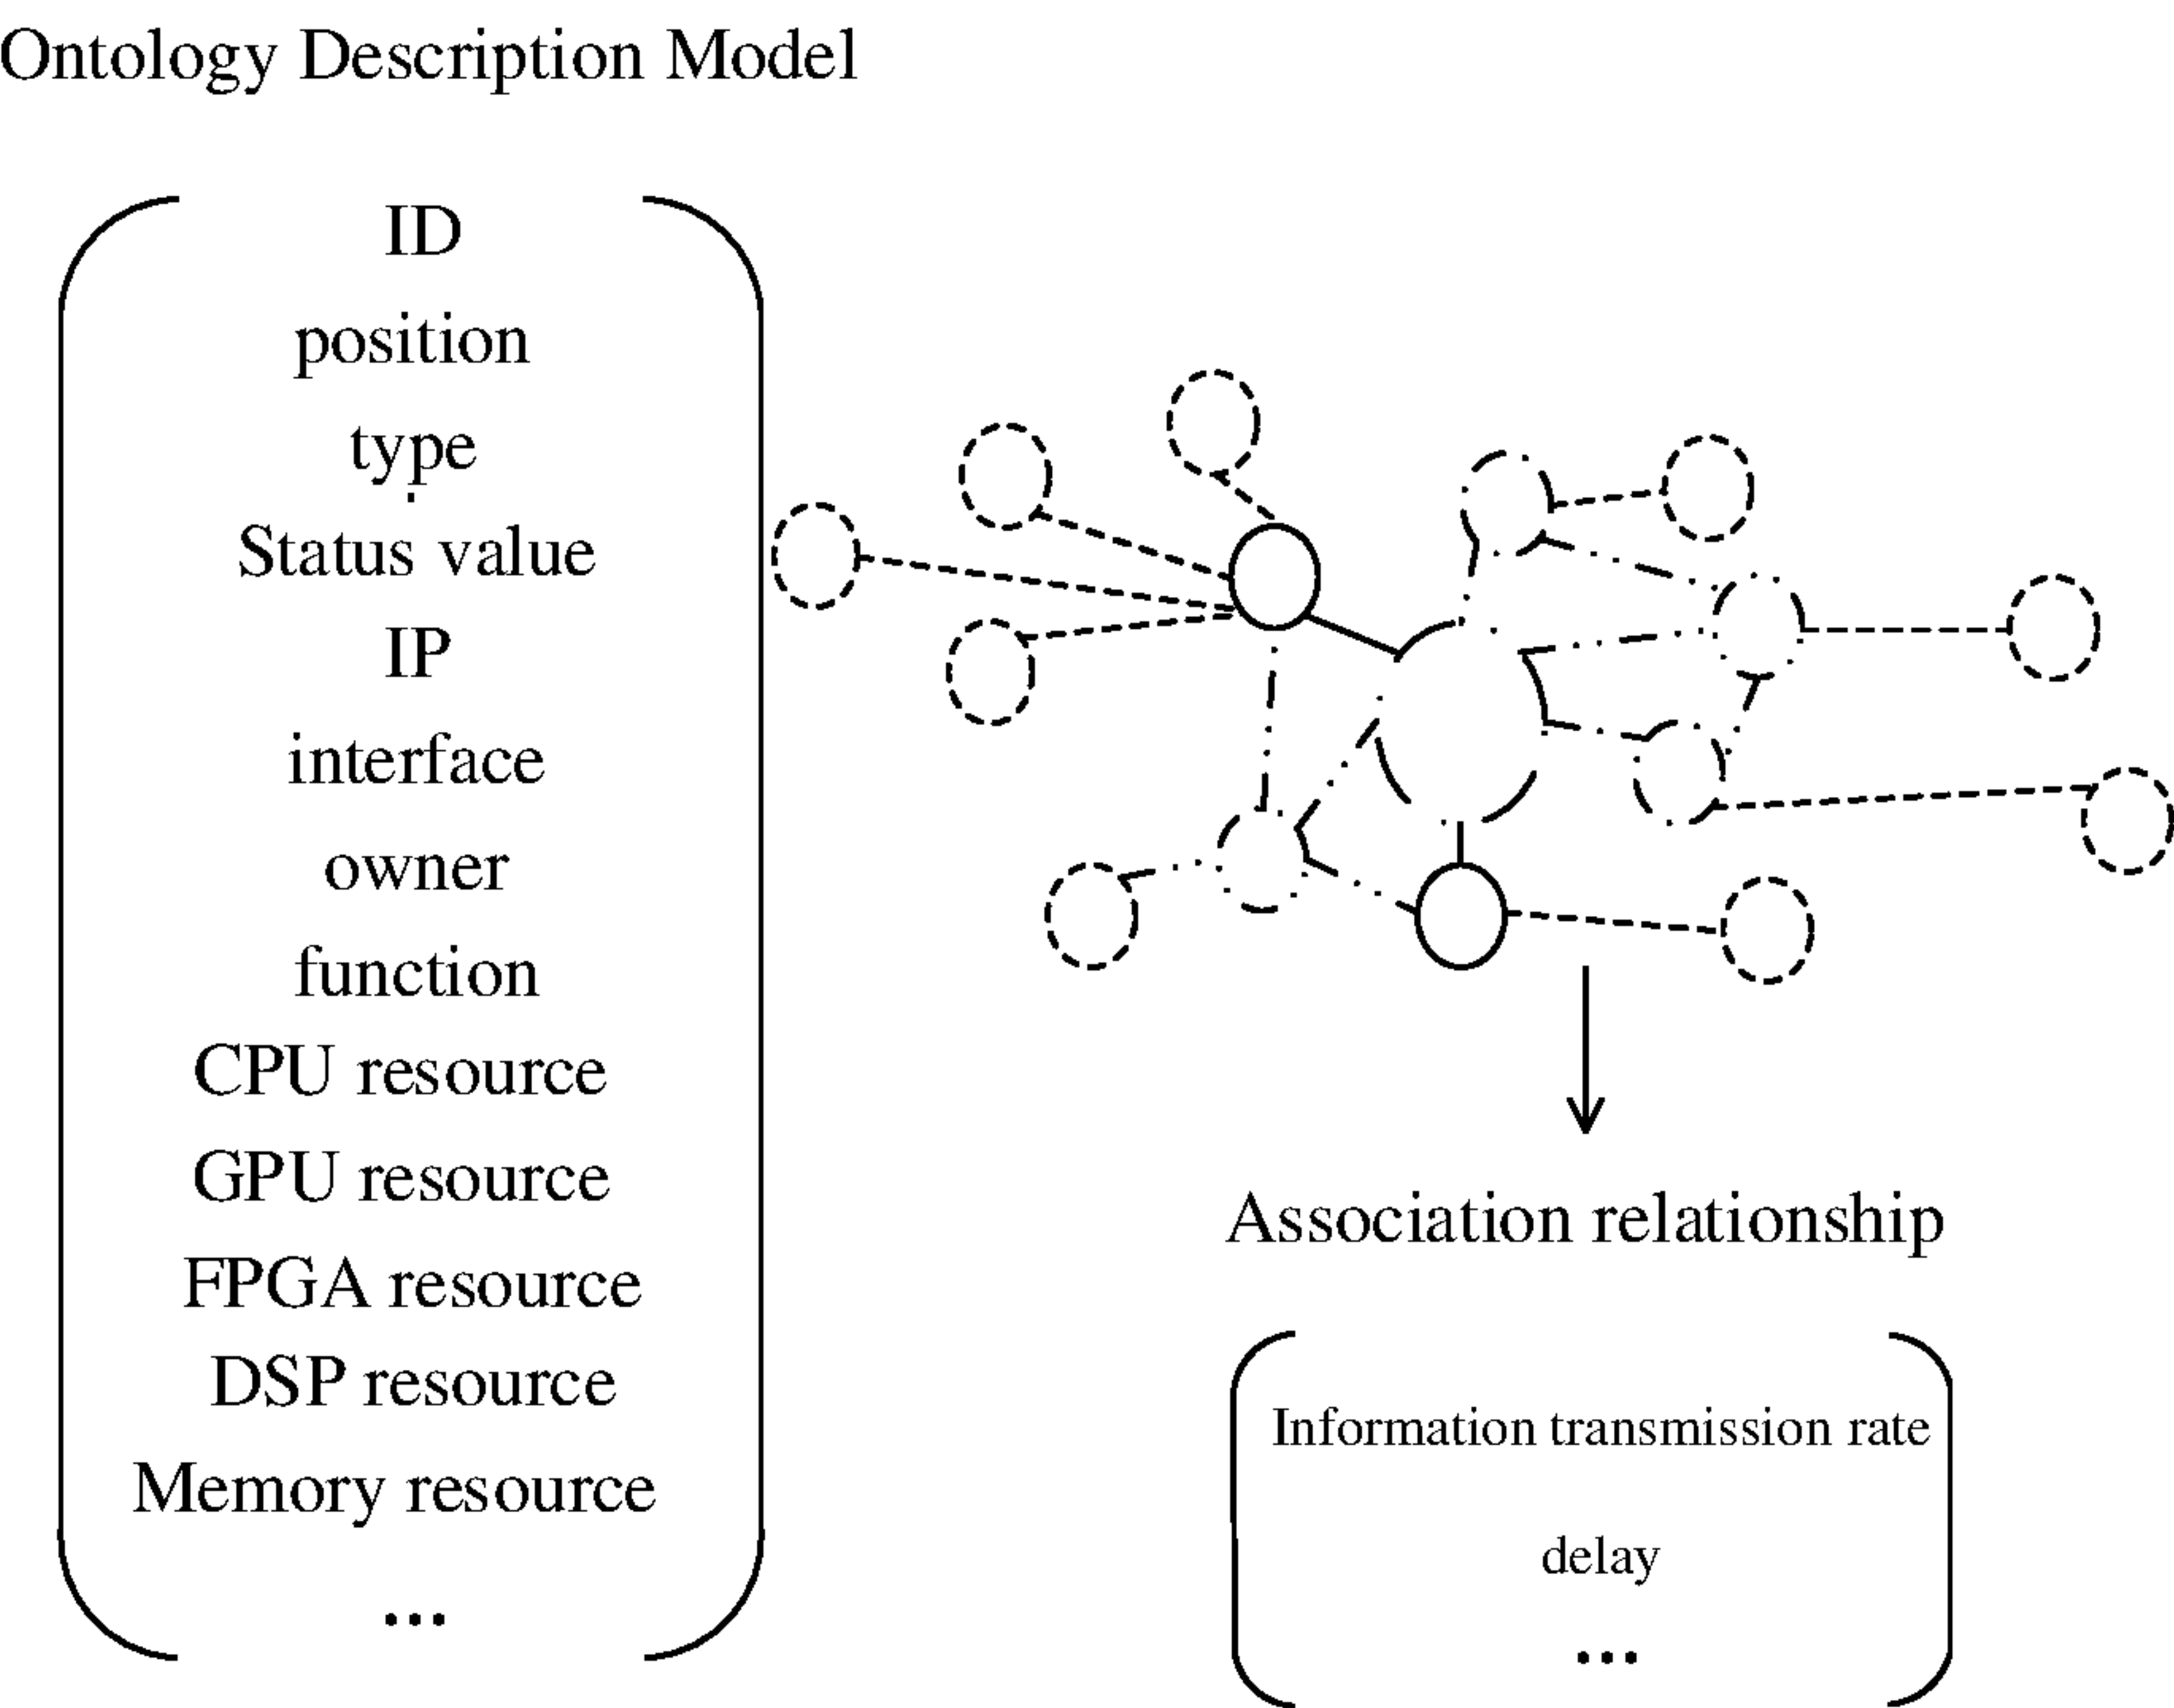 Ontology Description Model
ID
position
type
Status value
IP
interface
owner
function
CPU resource
GPU resource
FPGA resource
DSP resource
Memory resource
...
Association relationship
Information transmission rate
delay
...